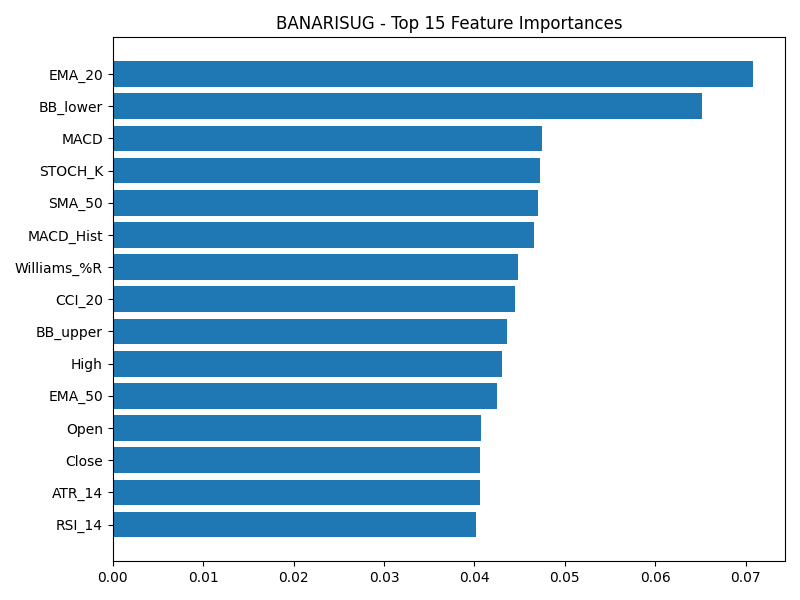 BANARISUG - Top 15 Feature Importances
EMA_20
BB_lower
MACD
STOCH_K
SMA_50
MACD_Hist
Williams_%R
CCI_20
BB_upper
High
EMA_50
Open
Close
ATR_14
RSI_14
0.00 0.01 0.02 0.03 0.04 0.05 0.06 0.07